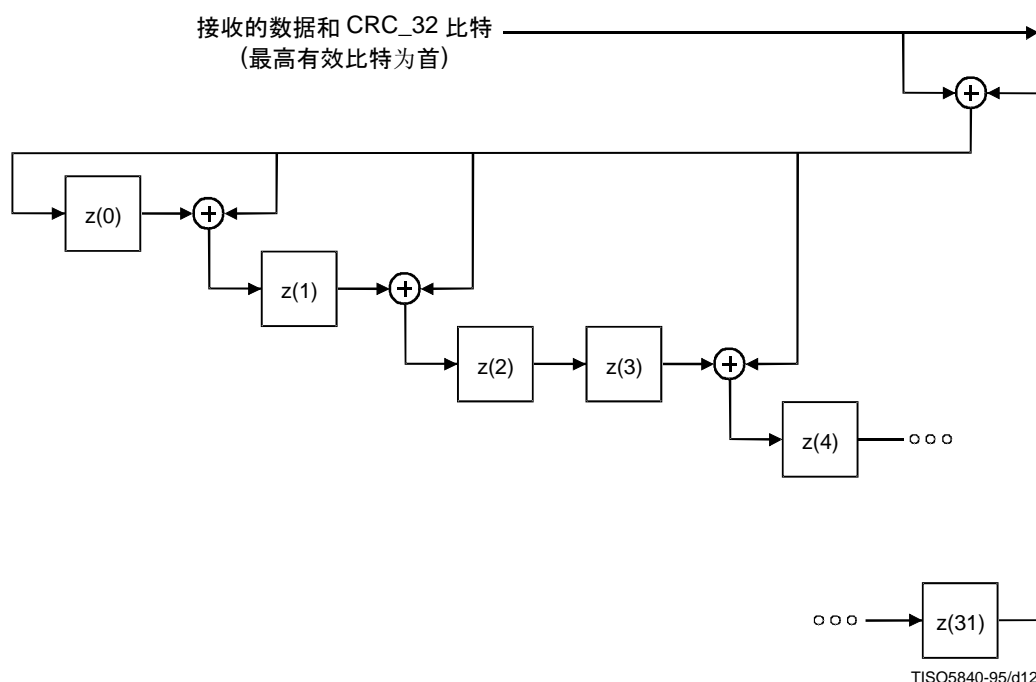 接收的数据和 CRC_32 比特
(最高有效比特为首)
z(0)
z(1)
z(2)
z(3)
z(4)
z(31)
TISO5840-95/d12